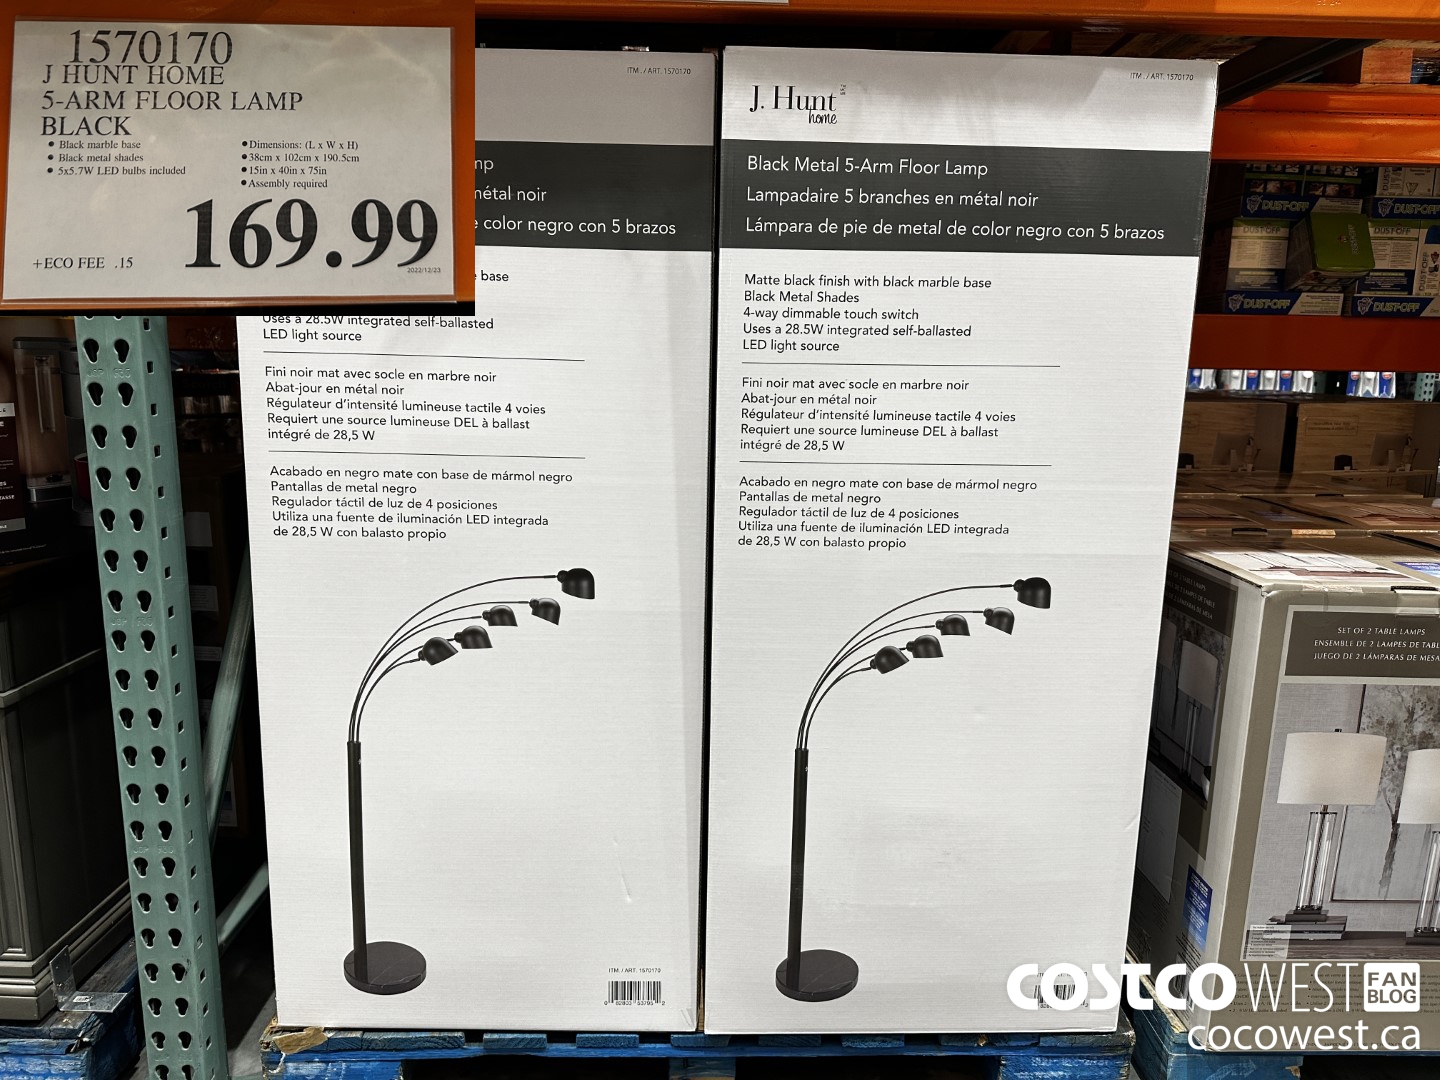 1570170
J HUNT HOME
5-ARM FLOOR LAMP
BLACK
● Black marble base
● Black metal shades
● 5x5.7W LED bulbs included
● Dimensions: (L x W x H)
● 38cm x 102cm x 190.5cm
● 15in x 40in x 75in
● Assembly required
169.99
+ECO FEE .15
2022/12/23
ITM. / ART. 1570170
métal noir
color negro con 5 brazos
base
Uses a 28.5W integrated self-ballasted
LED light source
Fini noir mat avec socle en marbre noir
Abat-jour en métal noir
Régulateur d'intensité lumineuse tactile 4 voies
Requiert une source lumineuse DEL à ballast
intégré de 28,5 W
Acabado en negro mate con base de mármol negro
Pantallas de metal negro
Regulador táctil de luz de 4 posiciones
Utiliza una fuente de iluminación LED integrada
de 28,5 W con balasto propio
ITM. / ART. 1570170
ITM. / ART. 1570170
J. Hunt
home
Black Metal 5-Arm Floor Lamp
Lampadaire 5 branches en métal noir
Lámpara de pie de metal de color negro con 5 brazos
Matte black finish with black marble base
Black Metal Shades
4-way dimmable touch switch
Uses a 28.5W integrated self-ballasted
LED light source
Fini noir mat avec socle en marbre noir
Abat-jour en métal noir
Régulateur d'intensité lumineuse tactile 4 voies
Requiert une source lumineuse DEL à ballast
intégré de 28,5 W
Acabado en negro mate con base de mármol negro
Pantallas de metal negro
Regulador táctil de luz de 4 posiciones
Utiliza una fuente de iluminación LED integrada
de 28,5 W con balasto propio
DUST-OFF
DUST-OFF
DUST-OFF
DUST-OFF
SET OF 2 TABLE LAMPS
ENSEMBLE DE 2 LAMPES DE TABL
JUEGO DE 2 LÁMPARAS DE MESA
COSTCO WEST FAN BLOG
cocowest.ca